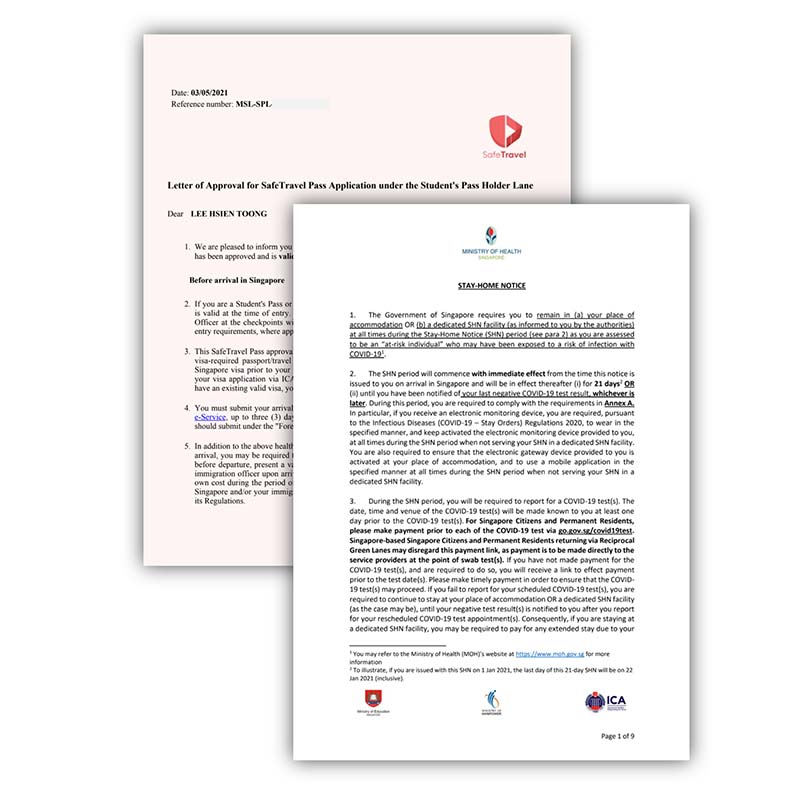 Date: 03/05/2021
Reference number: MSL-SPL-
SafeTravel
Letter of Approval for SafeTravel Pass Application under the Student's Pass Holder Lane
Dear LEE HSIEN TOONG
1. We are pleased to inform you
has been approved and is valid
Before arrival in Singapore
2. If you are a Student's Pass or
is valid at the time of entry.
Officer at the checkpoints wi
entry requirements, where app
3. This SafeTravel Pass approva
visa-required passport/travel
Singapore visa prior to your
your visa application via ICA
have an existing valid visa, yo
4. You must submit your arrival
e-Service, up to three (3) day
should submit under the "Fore
5. In addition to the above healt
arrival, you may be required t
before departure, present a va
immigration officer upon arri
own cost during the period o
Singapore and/or your immig
its Regulations.
MINISTRY OF HEALTH
SINGAPORE
STAY-HOME NOTICE
1. The Government of Singapore requires you to remain in (a) your place of
accommodation OR (b) a dedicated SHN facility (as informed to you by the authorities)
at all times during the Stay-Home Notice (SHN) period (see para 2) as you are assessed
to be an "at-risk individual" who may have been exposed to a risk of infection with
COVID-19¹.
2. The SHN period will commence with immediate effect from the time this notice is
issued to you on arrival in Singapore and will be in effect thereafter (i) for 21 days² OR
(ii) until you have been notified of your last negative COVID-19 test result, whichever is
later. During this period, you are required to comply with the requirements in Annex A.
In particular, if you receive an electronic monitoring device, you are required, pursuant
to the Infectious Diseases (COVID-19 – Stay Orders) Regulations 2020, to wear in the
specified manner, and keep activated the electronic monitoring device provided to you,
at all times during the SHN period when not serving your SHN in a dedicated SHN facility.
You are also required to ensure that the electronic gateway device provided to you is
activated at your place of accommodation, and to use a mobile application in the
specified manner at all times during the SHN period when not serving your SHN in a
dedicated SHN facility.
3. During the SHN period, you will be required to report for a COVID-19 test(s). The
date, time and venue of the COVID-19 test(s) will be made known to you at least one
day prior to the COVID-19 test(s). For Singapore Citizens and Permanent Residents,
please make payment prior to each of the COVID-19 test via go.gov.sg/covid19test.
Singapore-based Singapore Citizens and Permanent Residents returning via Reciprocal
Green Lanes may disregard this payment link, as payment is to be made directly to the
service providers at the point of swab test(s). If you have not made payment for the
COVID-19 test(s), and are required to do so, you will receive a link to effect payment
prior to the test date(s). Please make timely payment in order to ensure that the COVID-
19 test(s) may proceed. If you fail to report for your scheduled COVID-19 test(s), you are
required to continue to stay at your place of accommodation OR a dedicated SHN facility
(as the case may be), until your negative test result(s) is notified to you after you report
for your rescheduled COVID-19 test appointment(s). Consequently, if you are staying at
a dedicated SHN facility, you may be required to pay for any extended stay due to your
¹ You may refer to the Ministry of Health (MOH)'s website at https://www.moh.gov.sg for more
information
² To illustrate, if you are issued with this SHN on 1 Jan 2021, the last day of this 21-day SHN will be on 22
Jan 2021 (inclusive).
Ministry of Education
MINISTRY OF
MANPOWER
ICA
Page 1 of 9